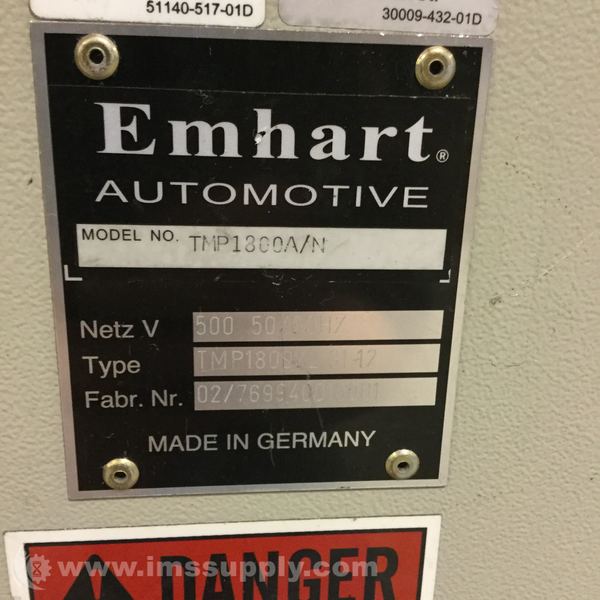 51140-517-01D
30009-432-01D
Emhart®
AUTOMOTIVE
MODEL NO. TMP1800A/N
Netz V 500
Type
Fabr. Nr.
MADE IN GERMANY
DANGER
www.imssupply.com